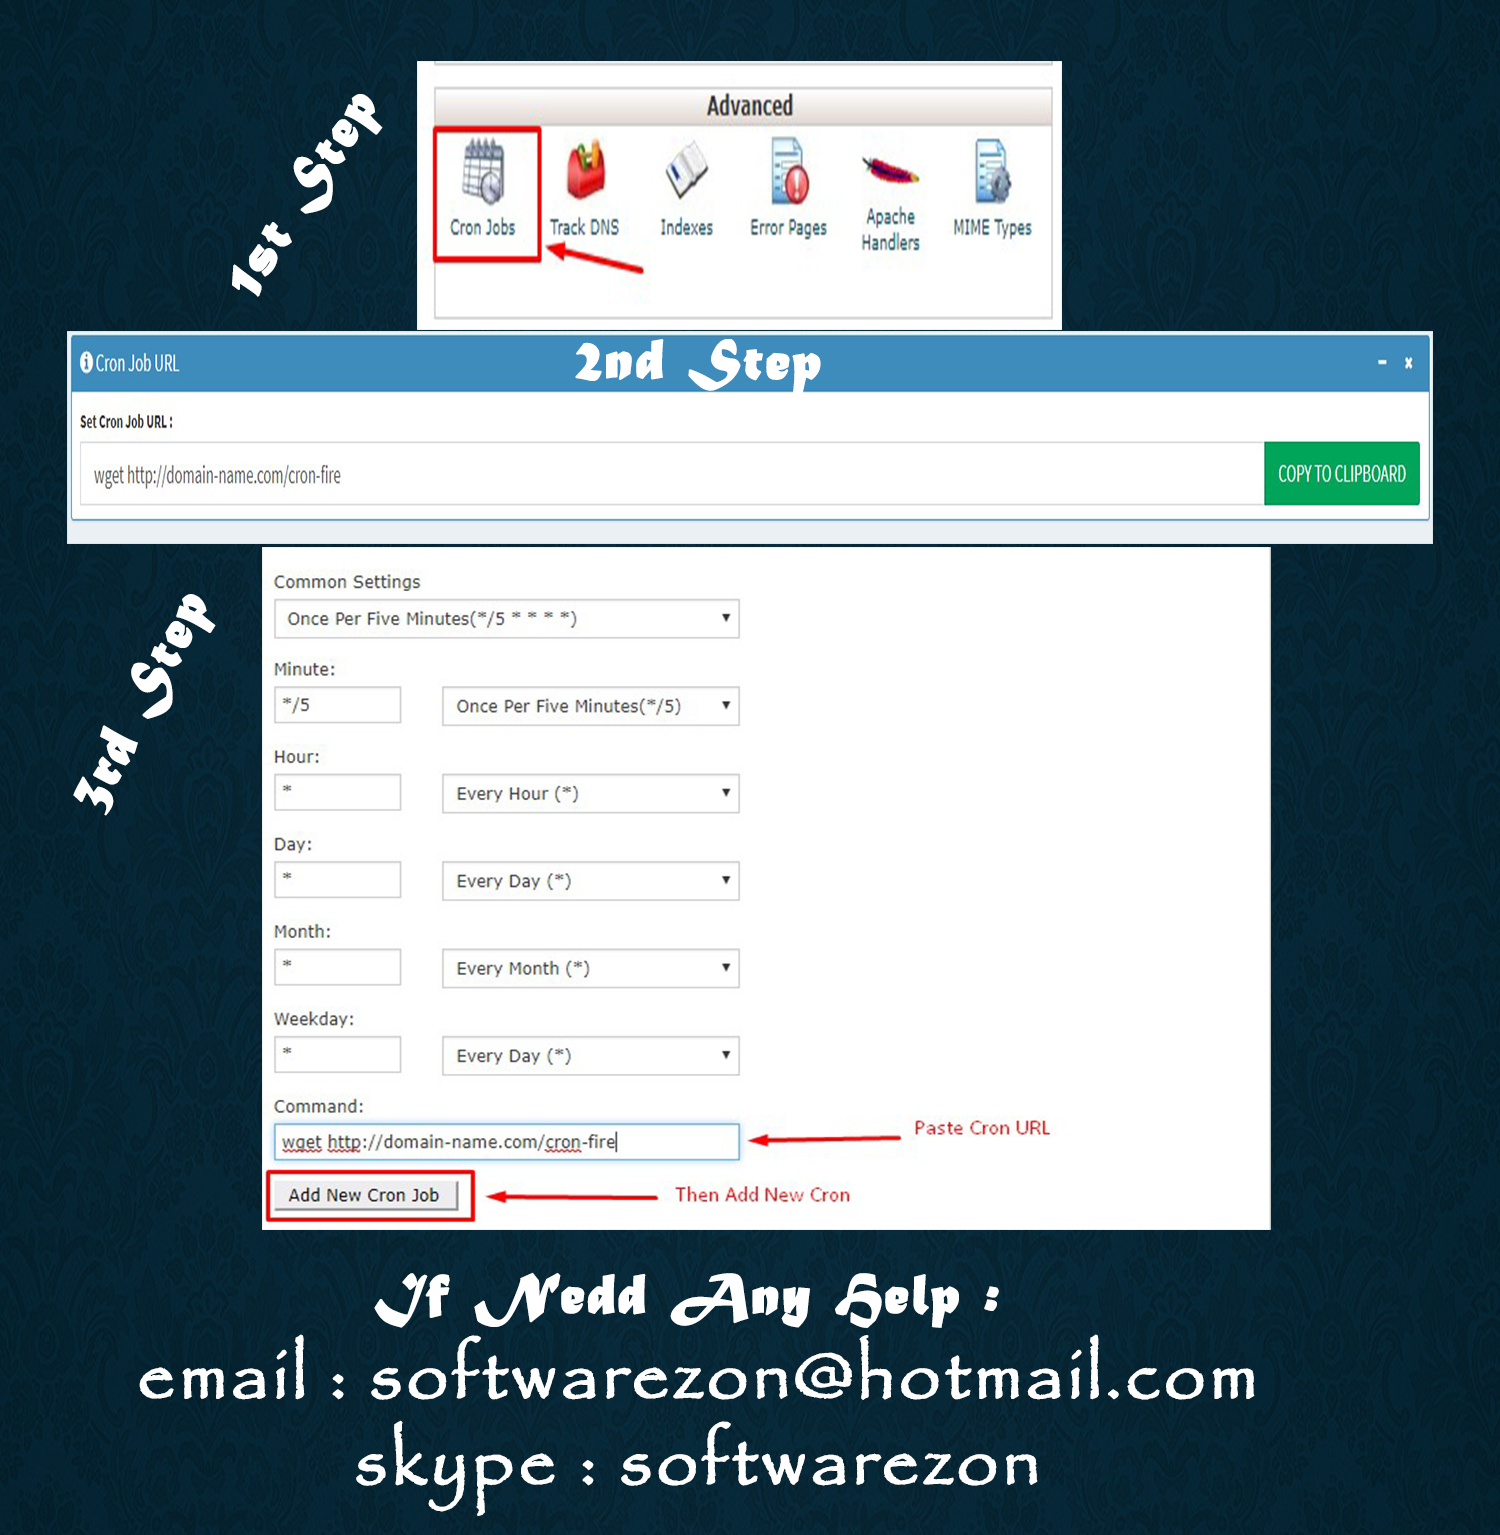 1st Step
Advanced
Cron Jobs
Track DNS
Indexes
Error Pages
Apache
Handlers
MIME Types
Cron Job URL
2nd Step
Set Cron Job URL :
wget http://domain-name.com/cron-fire
COPY TO CLIPBOARD
3rd Step
Common Settings
Once Per Five Minutes(*/5 * * * *)
Minute:
*/5
Once Per Five Minutes(*/5)
Hour:
*
Every Hour (*)
Day:
*
Every Day (*)
Month:
*
Every Month (*)
Weekday:
*
Every Day (*)
Command:
wget http://domain-name.com/cron-fire
Paste Cron URL
Add New Cron Job
Then Add New Cron
If Nedd Any Help :
email : softwarezon@hotmail.com
skype : softwarezon